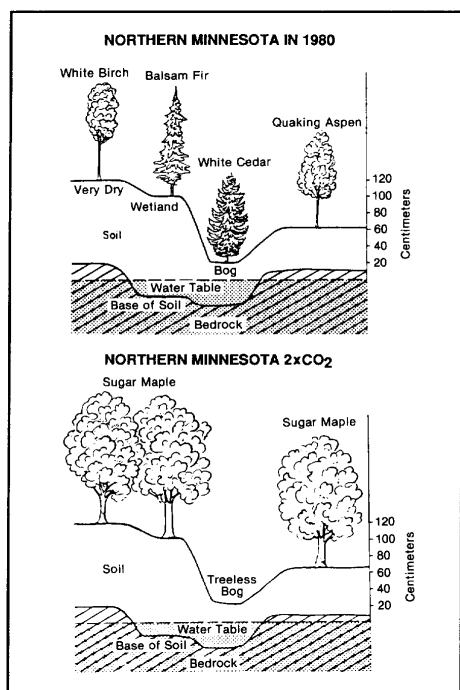 NORTHERN MINNESOTA IN 1980
White Birch
Balsam Fir
Quaking Aspen
White Cedar
120
100
80
60
40
20
Centimeters
Very Dry
Wetland
Soil
Bog
Water Table
Base of Soil
Bedrock
NORTHERN MINNESOTA 2xCO₂
Sugar Maple
Sugar Maple
120
100
80
60
40
20
Centimeters
Soil
Treeless
Bog
Water Table
Base of Soil
Bedrock